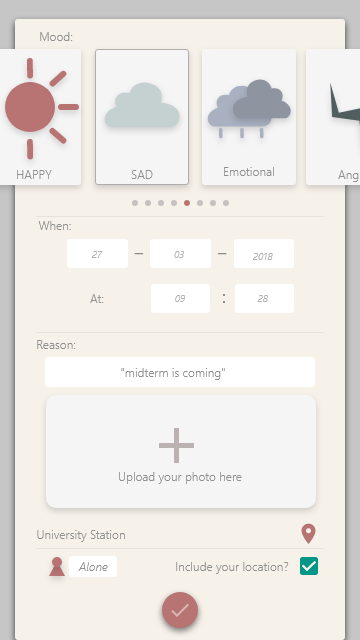 Mood:
HAPPY
SAD
Emotional
Ang
When:
27 – 03 – 2018
At: 09 : 28
Reason:
"midterm is coming"
Upload your photo here
University Station
Alone
Include your location?